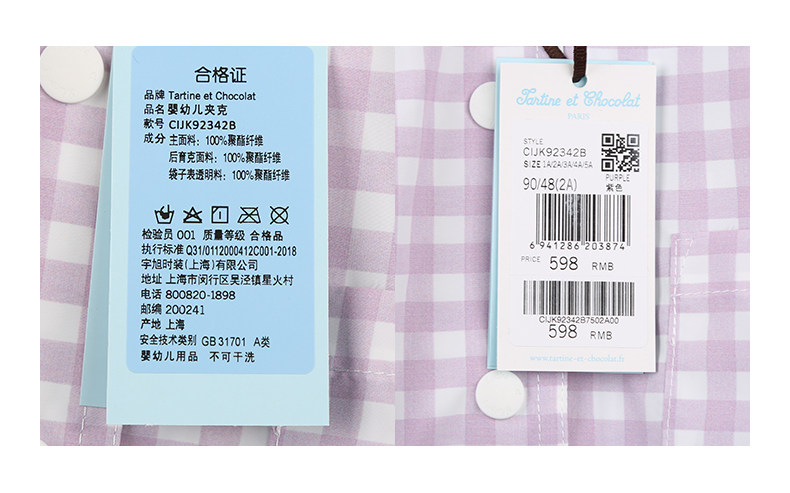 合格证
品牌 Tartine et Chocolat
品名 婴幼儿夹克
款号 CIJK92342B
成分 主面料: 100%聚酯纤维
后育克面料: 100%聚酯纤维
袋子表透明料: 100%聚酯纤维
检验员 001 质量等级 合格品
执行标准 Q31/0112000412C001-2018
宇旭时装(上海)有限公司
地址 上海市闵行区吴泾镇星火村
电话 800820-1898
邮编 200241
产地 上海
安全技术类别 GB 31701 A类
婴幼儿用品 不可干洗
Tartine et Chocolat
PARIS
STYLE
CIJK92342B
SIZE 1A/2A/3A/4A/5A
PURPLE
90/48(2A) 紫色
6 941286 203874
PRICE 598 RMB
CIJK92342B7502A00
598 RMB
www.tartine-et-chocolat.fr